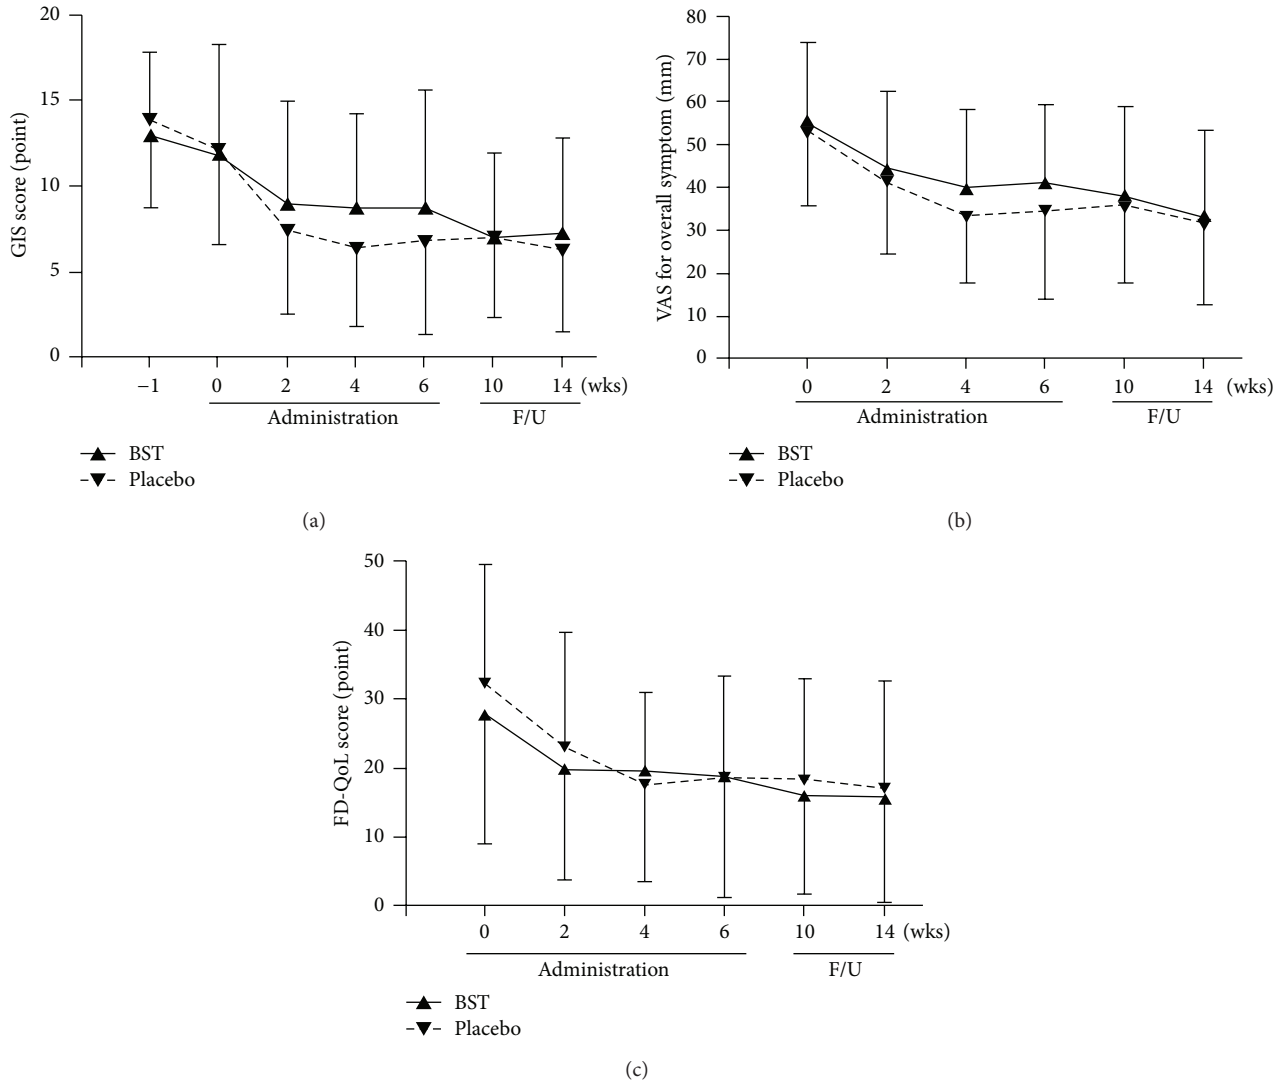 GIS score (point)
20
15
10
5
0
−1 0 2 4 6 10 14 (wks)
Administration F/U
BST
Placebo
(a)
VAS for overall symptom (mm)
80
70
60
50
40
30
20
10
0
0 2 4 6 10 14 (wks)
Administration F/U
BST
Placebo
(b)
FD-QoL score (point)
50
40
30
20
10
0
0 2 4 6 10 14 (wks)
Administration F/U
BST
Placebo
(c)